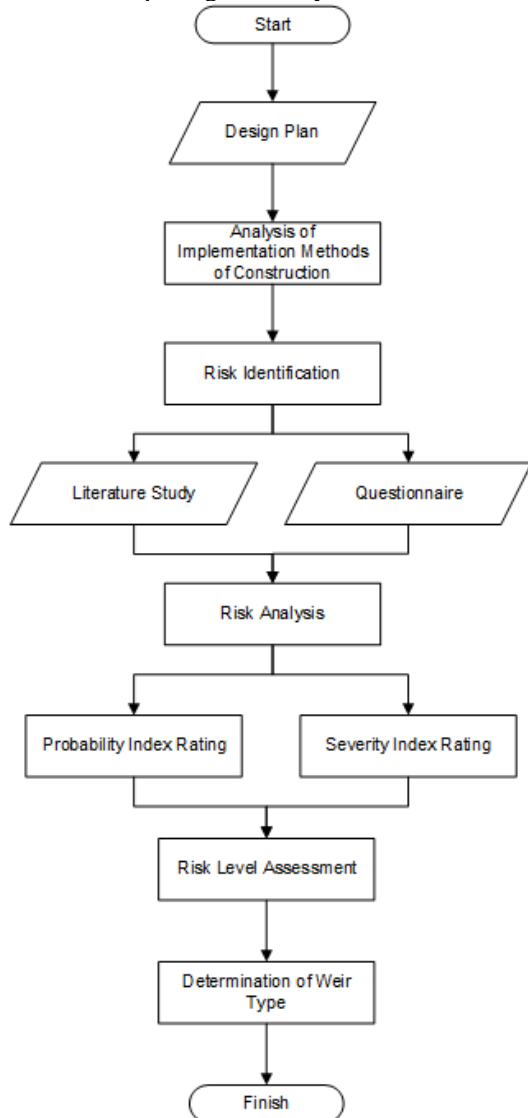 Start
Design Plan
Analysis of
Implementation Methods
of Construction
Risk Identification
Literature Study
Questionnaire
Risk Analysis
Probability Index Rating
Severity Index Rating
Risk Level Assessment
Determination of Weir
Type
Finish